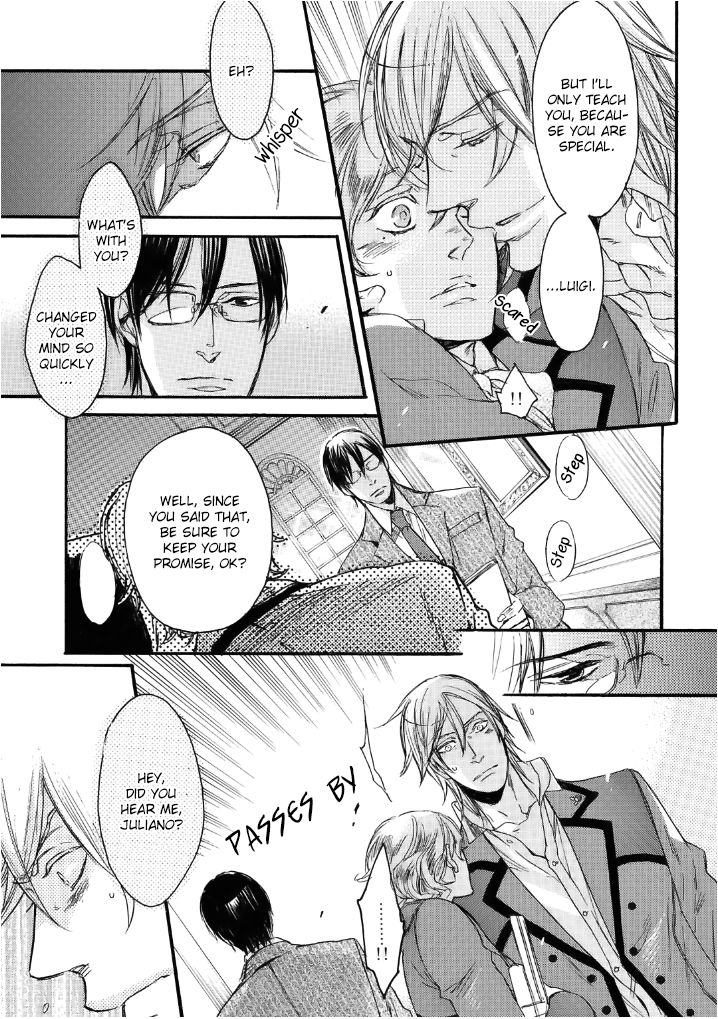 BUT I'LL
ONLY TEACH
YOU, BECAU-
SE YOU ARE
SPECIAL.
...LUIGI.
Scared
!!
EH?
whisper
WHAT'S
WITH
YOU?
CHANGED
YOUR
MIND SO
QUICKLY
...
Step
Step
WELL, SINCE
YOU SAID THAT,
BE SURE TO
KEEP YOUR
PROMISE, OK?
PASSES BY
........
!!
HEY,
DID YOU
HEAR ME,
JULIANO?